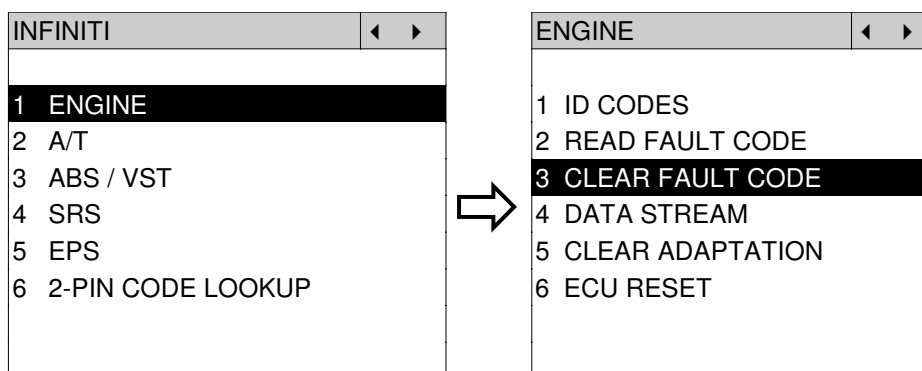 INFINITI
1 ENGINE
2 A/T
3 ABS / VST
4 SRS
5 EPS
6 2-PIN CODE LOOKUP
ENGINE
1 ID CODES
2 READ FAULT CODE
3 CLEAR FAULT CODE
4 DATA STREAM
5 CLEAR ADAPTATION
6 ECU RESET